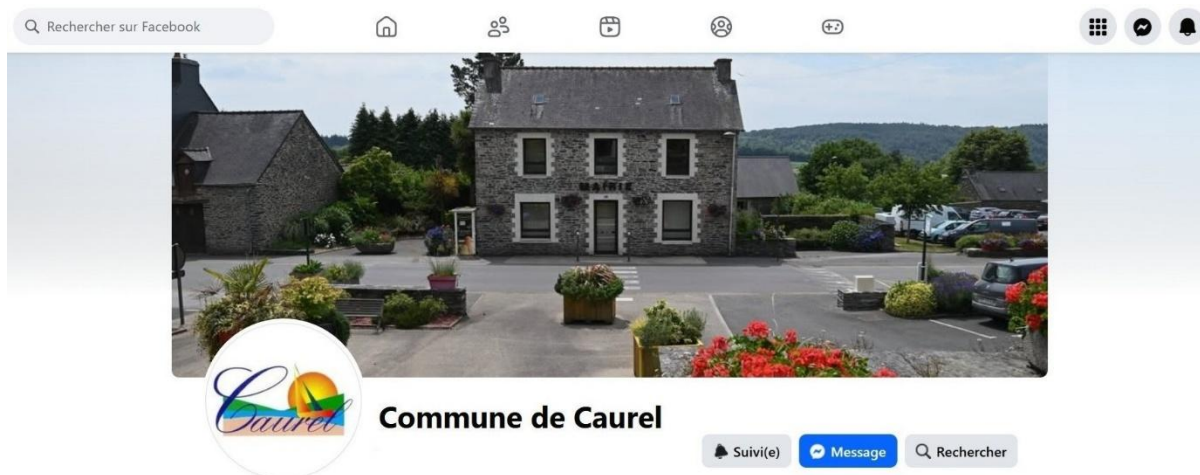 Rechercher sur Facebook
MAIRIE
Caurel
Commune de Caurel
Suivi(e)
Message
Rechercher